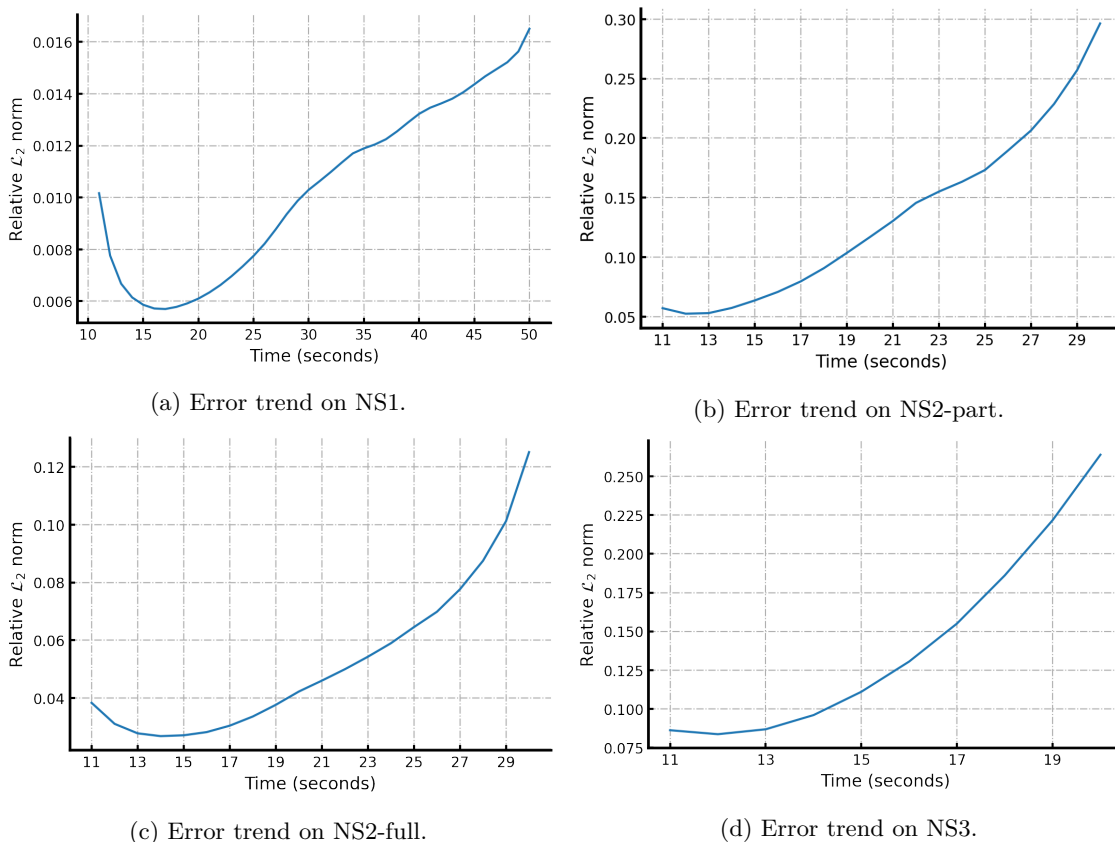 0.016
0.014
0.012
0.010
0.008
0.006
Relative ℒ₂ norm
10 15 20 25 30 35 40 45 50
Time (seconds)
(a) Error trend on NS1.
0.30
0.25
0.20
0.15
0.10
0.05
Relative ℒ₂ norm
11 13 15 17 19 21 23 25 27 29
Time (seconds)
(b) Error trend on NS2-part.
0.12
0.10
0.08
0.06
0.04
Relative ℒ₂ norm
11 13 15 17 19 21 23 25 27 29
Time (seconds)
(c) Error trend on NS2-full.
0.250
0.225
0.200
0.175
0.150
0.125
0.100
0.075
Relative ℒ₂ norm
11 13 15 17 19
Time (seconds)
(d) Error trend on NS3.